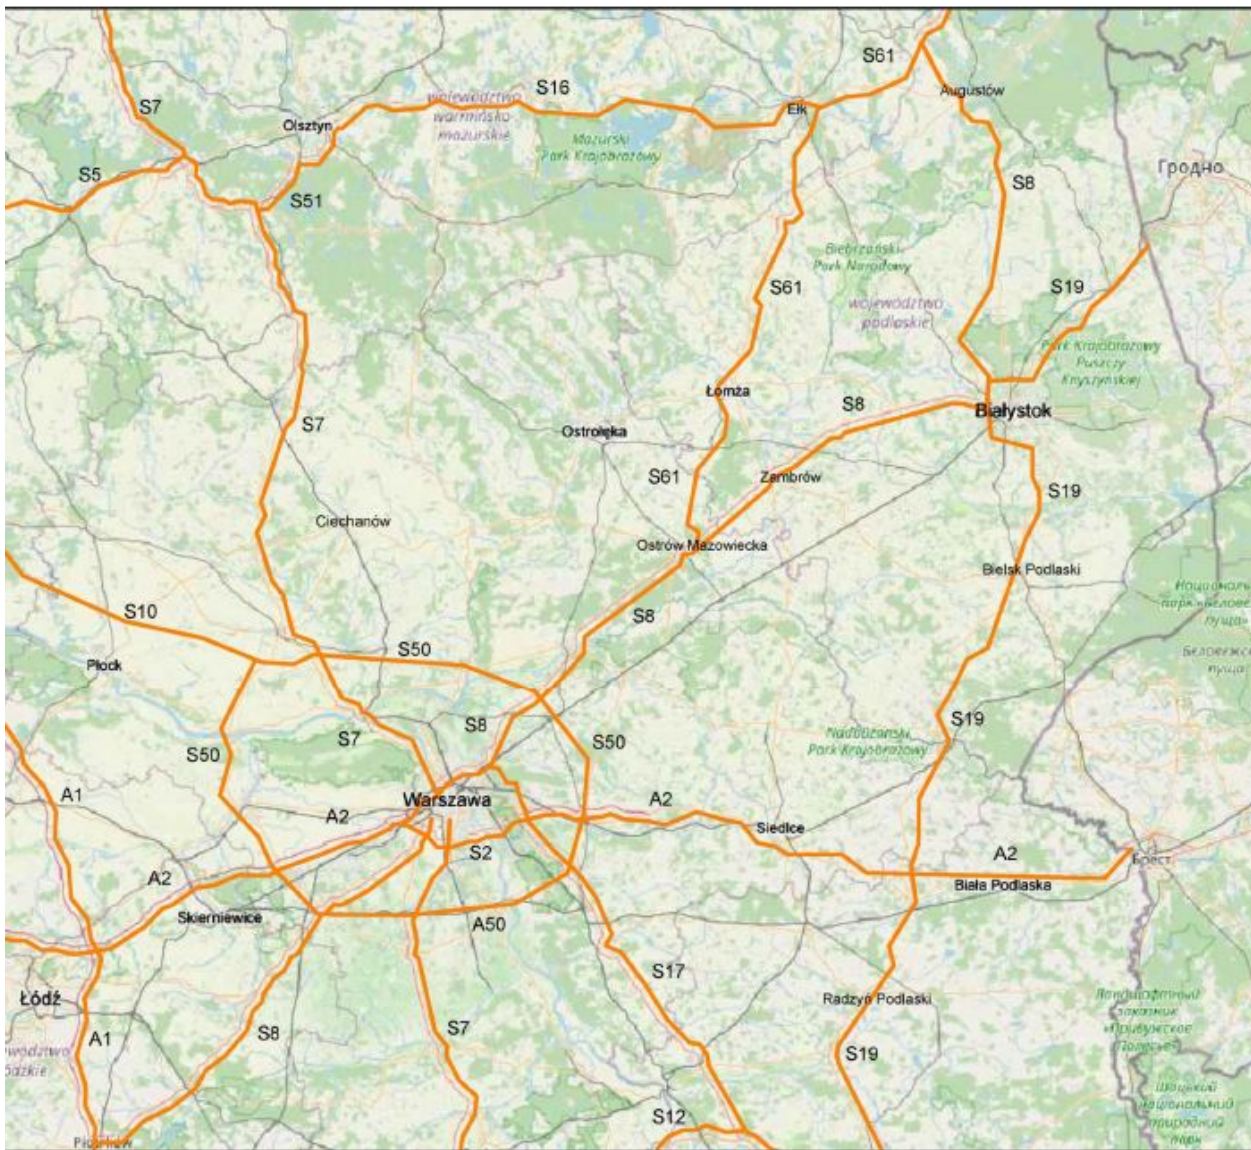 S61
S16
województwo
warmińsko-
mazurskie
Ełk
Augustów
S7
Olsztyn
Mazurski
Park Krajobrazowy
Гродно
S5
S51
S8
Biebrzański
Park Narodowy
S61
S19
województwo
podlaskie
Park Krajobrazowy
Puszczy
Knyszyńskiej
Łomża
S8
Białystok
S7
Ostrołęka
S61
Zambrów
S19
Ciechanów
Ostrów Mazowiecka
Bielsk Podlaski
S10
S8
S50
Płock
S19
S7
S8
S50
S50
Nadbużański
Park Krajobrazowy
A1
Warszawa
A2
A2
Siedlce
S2
A2
Брест
A2
Biała Podlaska
Skierniewice
A50
S17
Łódź
Radzyń Podlaski
A1
S8
S7
S19
S12